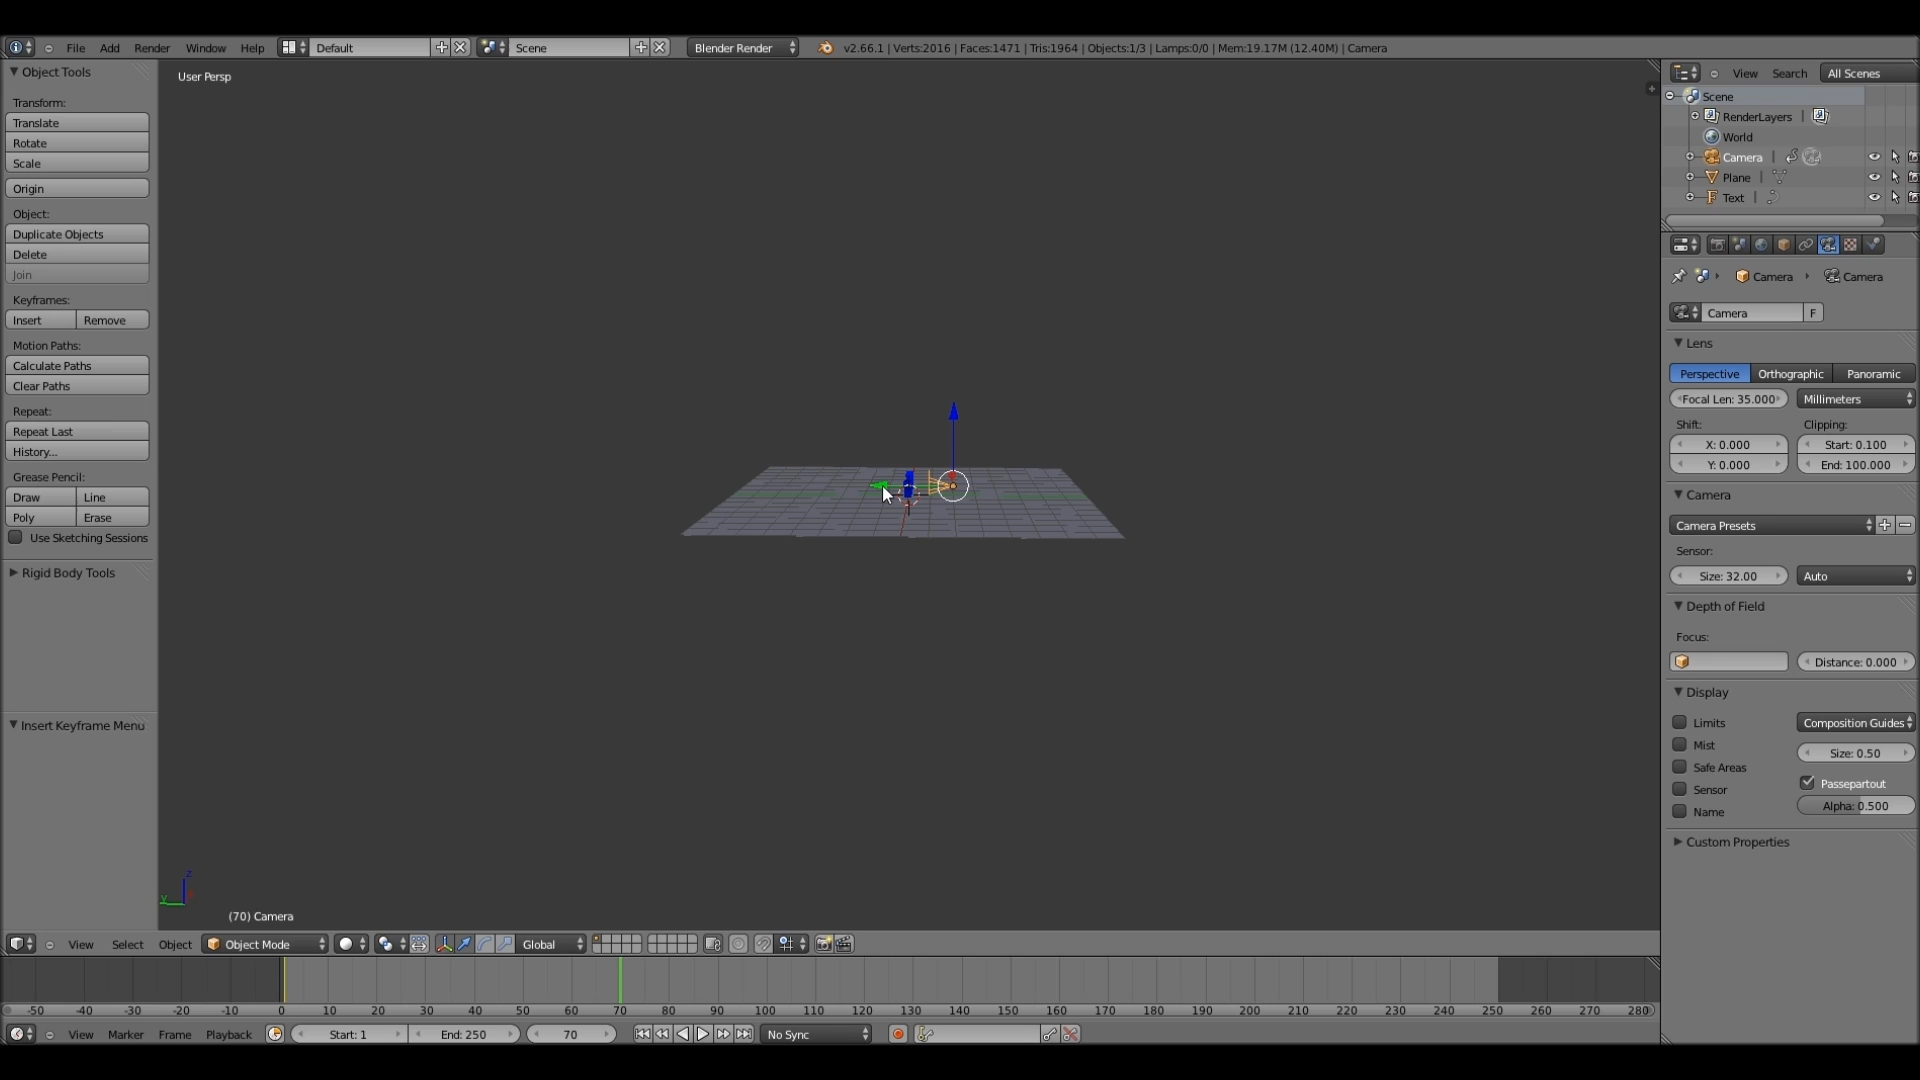 File Add Render Window Help Default Scene Blender Render v2.66.1 | Verts:2016 | Faces:1471 | Tris:1964 | Objects:1/3 | Lamps:0/0 | Mem:19.17M (12.40M) | Camera
Object Tools
Transform:
Translate
Rotate
Scale
Origin
Object:
Duplicate Objects
Delete
Join
Keyframes:
Insert Remove
Motion Paths:
Calculate Paths
Clear Paths
Repeat:
Repeat Last
History...
Grease Pencil:
Draw Line
Poly Erase
Use Sketching Sessions
Rigid Body Tools
Insert Keyframe Menu
User Persp
z
y
(70) Camera
View Search All Scenes
Scene
RenderLayers |
World
Camera |
Plane |
Text |
Camera Camera
Camera F
Lens
Perspective Orthographic Panoramic
Focal Len: 35.000 Millimeters
Shift: Clipping:
X: 0.000 Start: 0.100
Y: 0.000 End: 100.000
Camera
Camera Presets
Sensor:
Size: 32.00 Auto
Depth of Field
Focus:
Distance: 0.000
Display
Limits Composition Guides
Mist Size: 0.50
Safe Areas
Sensor Passepartout
Name Alpha: 0.500
Custom Properties
View Select Object Object Mode Global
-50 -40 -30 -20 -10 0 10 20 30 40 50 60 70 80 90 100 110 120 130 140 150 160 170 180 190 200 210 220 230 240 250 260 270 280
View Marker Frame Playback Start: 1 End: 250 70 No Sync